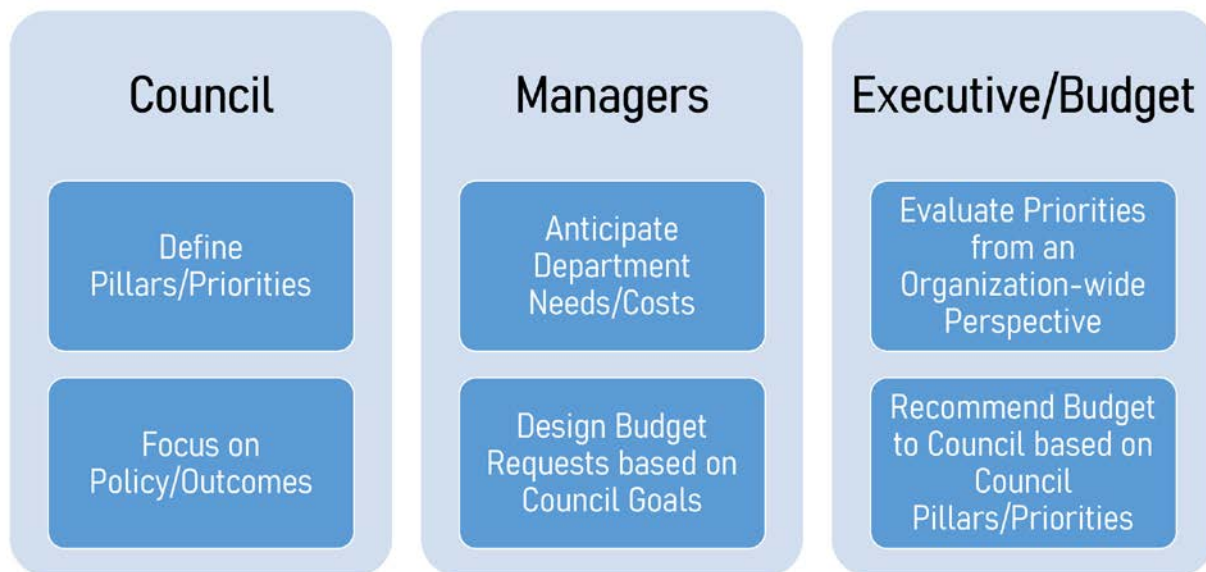 Council
Define
Pillars/Priorities
Focus on
Policy/Outcomes
Managers
Anticipate
Department
Needs/Costs
Design Budget
Requests based on
Council Goals
Executive/Budget
Evaluate Priorities
from an
Organization-wide
Perspective
Recommend Budget
to Council based on
Council
Pillars/Priorities